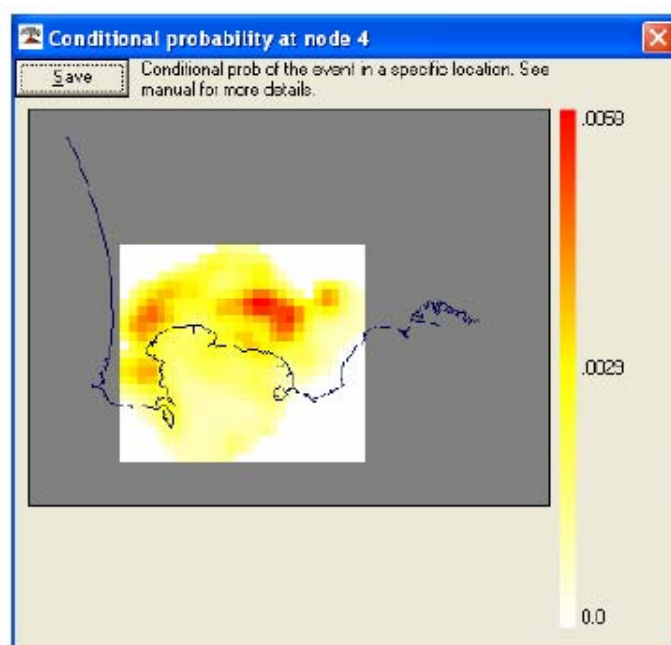 Conditional probability at node 4
Save
Conditional prob of the event in a specific location. See
manual for more details.
.0058
.0029
0.0